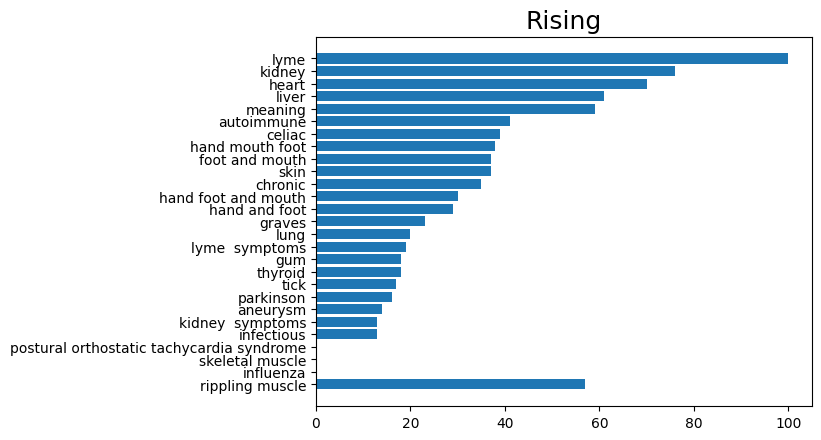 Rising
lyme
kidney
heart
liver
meaning
autoimmune
celiac
hand mouth foot
foot and mouth
skin
chronic
hand foot and mouth
hand and foot
graves
lung
lyme  symptoms
gum
thyroid
tick
parkinson
aneurysm
kidney  symptoms
infectious
postural orthostatic tachycardia syndrome
skeletal muscle
influenza
rippling muscle
0 20 40 60 80 100